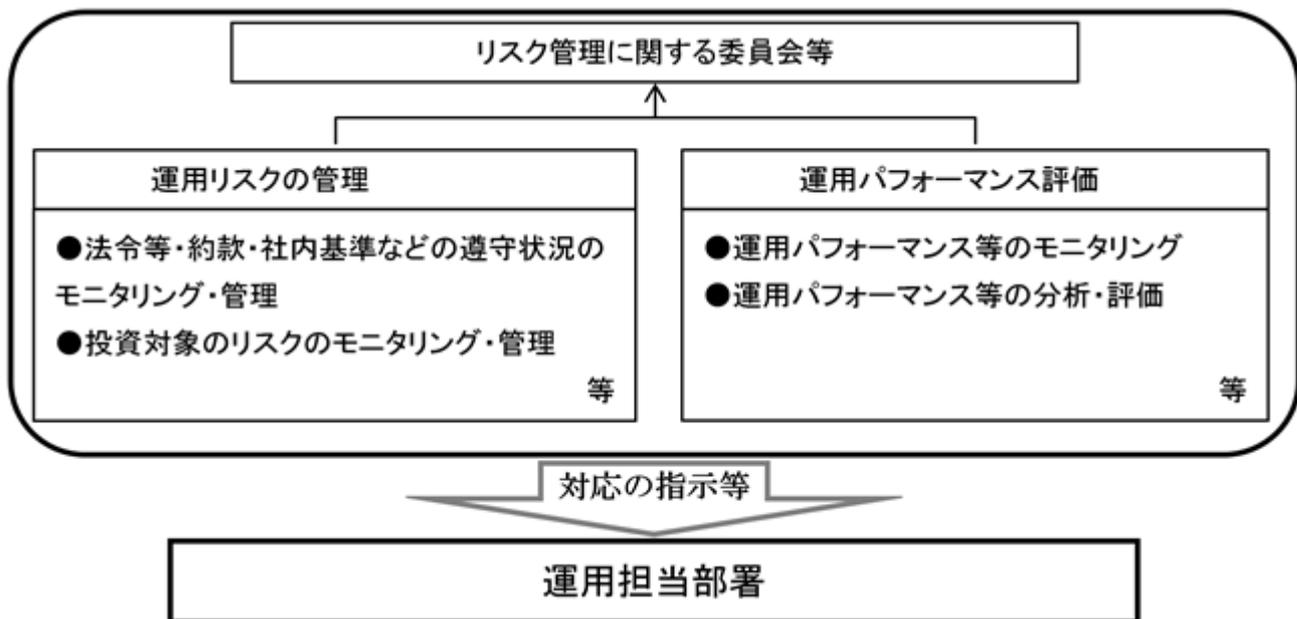 リスク管理に関する委員会等
運用リスクの管理
●法令等・約款・社内基準などの遵守状況の
モニタリング・管理
●投資対象のリスクのモニタリング・管理
等
運用パフォーマンス評価
●運用パフォーマンス等のモニタリング
●運用パフォーマンス等の分析・評価
等
対応の指示等
運用担当部署